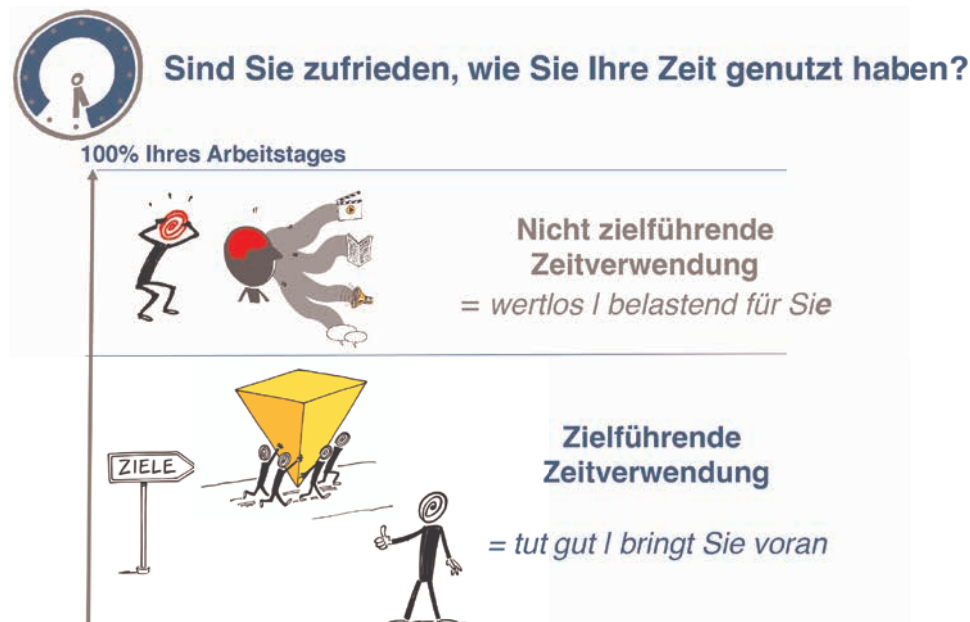 Sind Sie zufrieden, wie Sie Ihre Zeit genutzt haben?
100% Ihres Arbeitstages
Nicht zielführende
Zeitverwendung
= wertlos I belastend für Sie
ZIELE
Zielführende
Zeitverwendung
= tut gut I bringt Sie voran